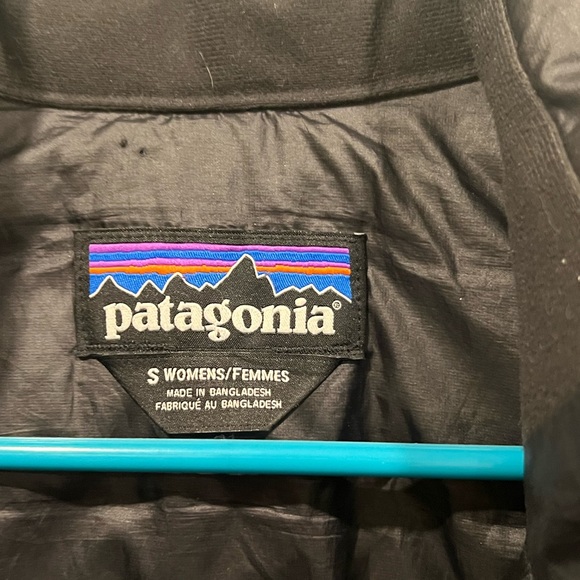 patagonia®
S WOMENS/FEMMES
MADE IN BANGLADESH
FABRIQUÉ AU BANGLADESH